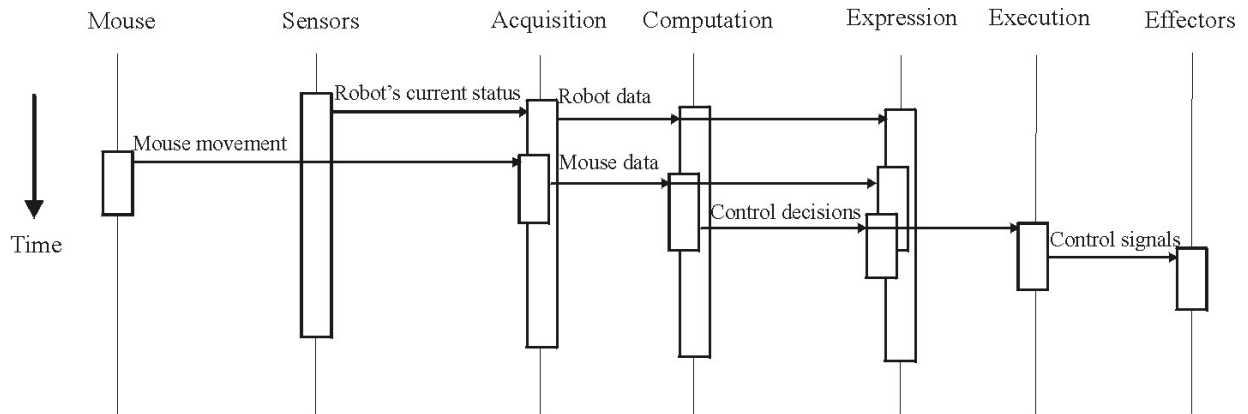 Mouse
Sensors
Acquisition
Computation
Expression
Execution
Effectors
Robot's current status
Robot data
Mouse movement
Mouse data
Control decisions
Control signals
Time